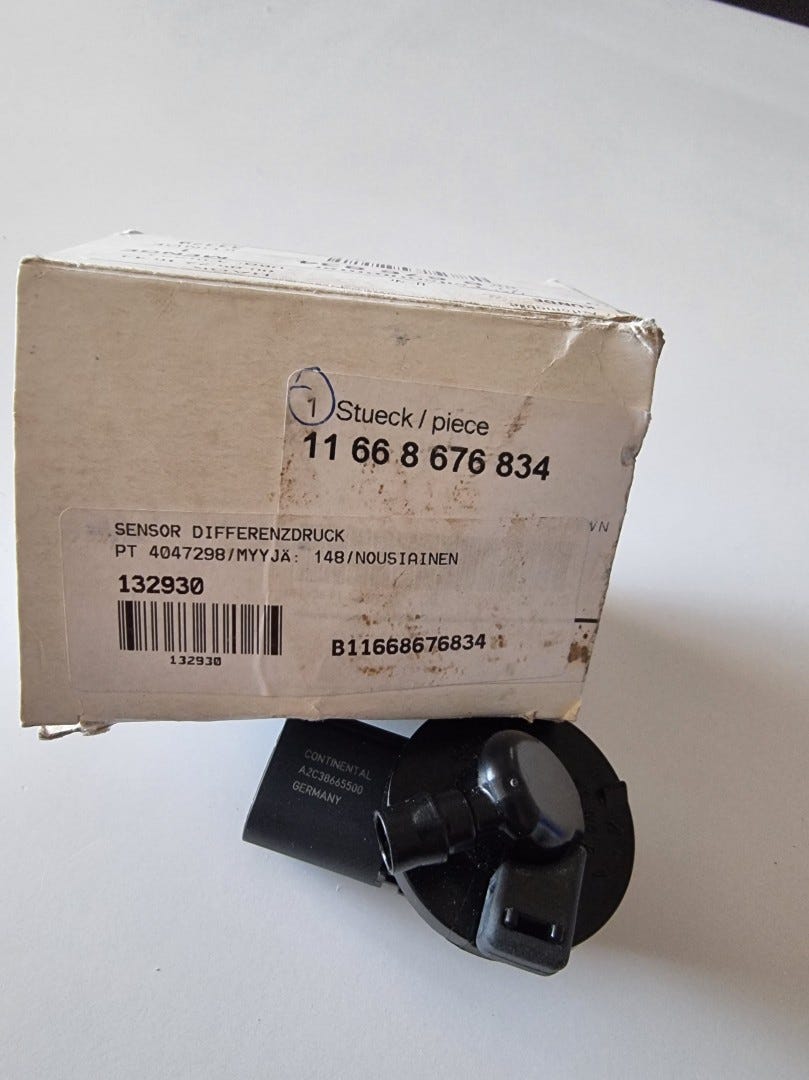 1 Stueck / piece
11 66 8 676 834
SENSOR DIFFERENZDRUCK
PT 4047298/MYYJÄ: 148/NOUSIAINEN
132930
132930
B11668676834
CONTINENTAL
A2C38665500
GERMANY